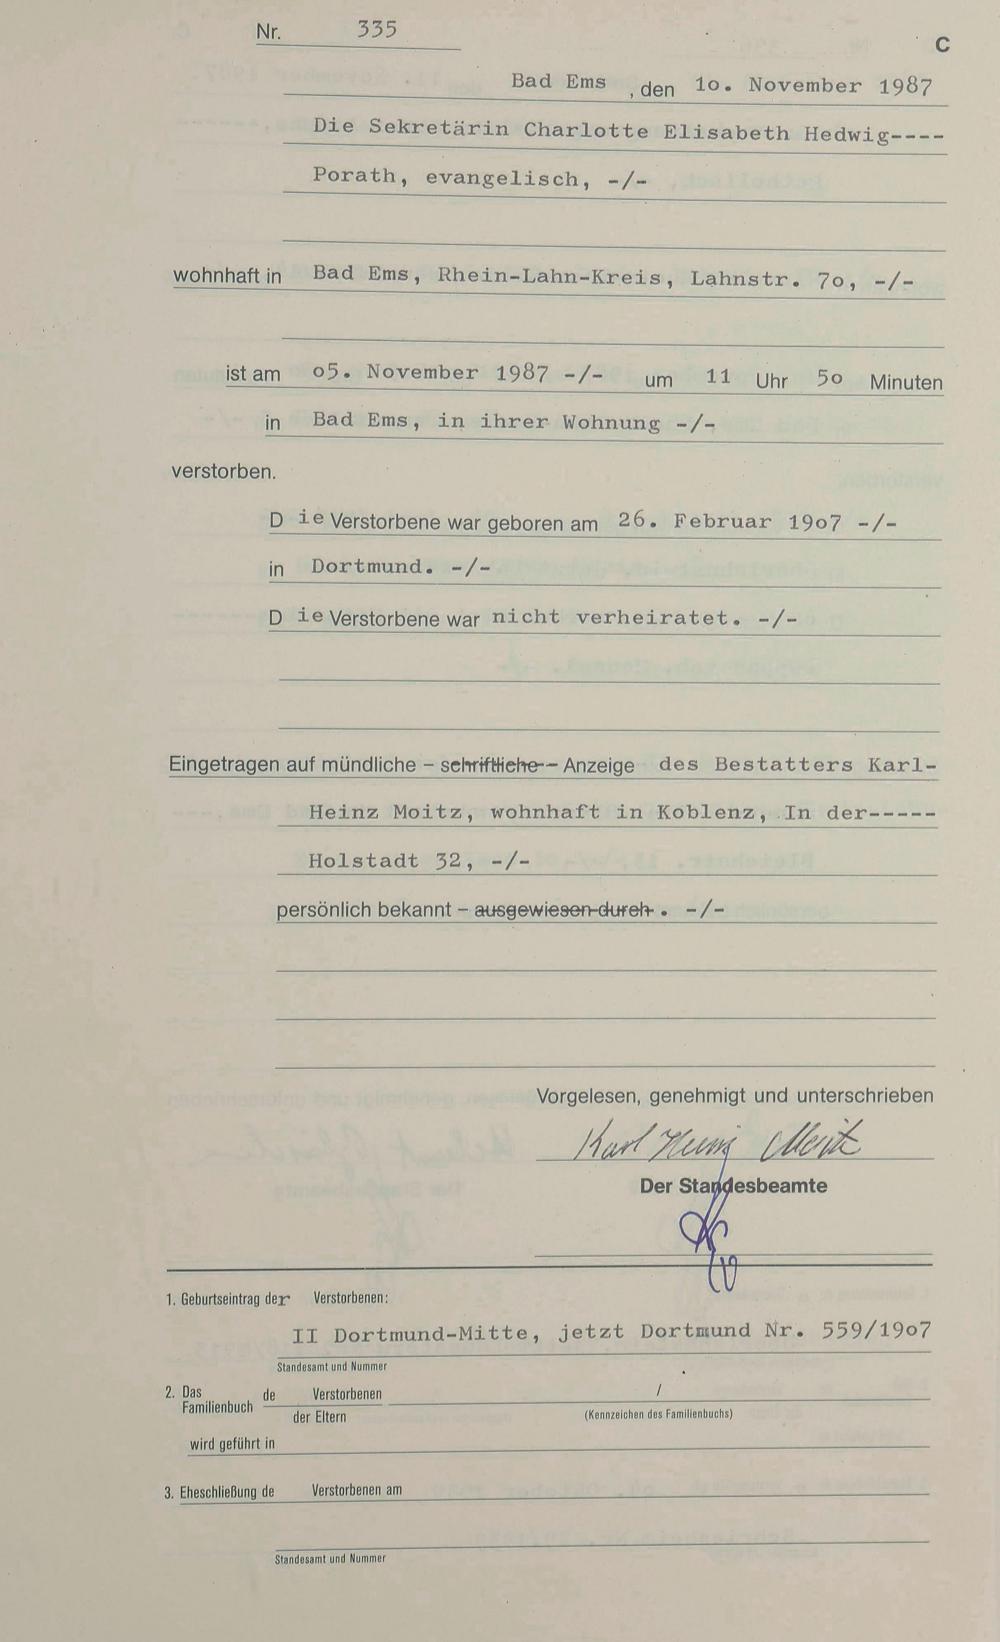 Nr. 335
C
Bad Ems , den 1o. November 1987
Die Sekretärin Charlotte Elisabeth Hedwig----
Porath, evangelisch, -/-
wohnhaft in Bad Ems, Rhein-Lahn-Kreis, Lahnstr. 7o, -/-
ist am o5. November 1987 -/- um 11 Uhr 5o Minuten
in Bad Ems, in ihrer Wohnung -/-
verstorben.
D ie Verstorbene war geboren am 26. Februar 19o7 -/-
in Dortmund. -/-
D ie Verstorbene war nicht verheiratet. -/-
Eingetragen auf mündliche – schriftliche – Anzeige des Bestatters Karl-
Heinz Moitz, wohnhaft in Koblenz, In der-----
Holstadt 32, -/-
persönlich bekannt – ausgewiesen durch . -/-
Vorgelesen, genehmigt und unterschrieben
Karl Heinz Moitz
Der Standesbeamte
1. Geburtseintrag der Verstorbenen:
II Dortmund-Mitte, jetzt Dortmund Nr. 559/19o7
Standesamt und Nummer
2. Das Familienbuch de Verstorbenen /
der Eltern (Kennzeichen des Familienbuchs)
wird geführt in
3. Eheschließung de Verstorbenen am
Standesamt und Nummer